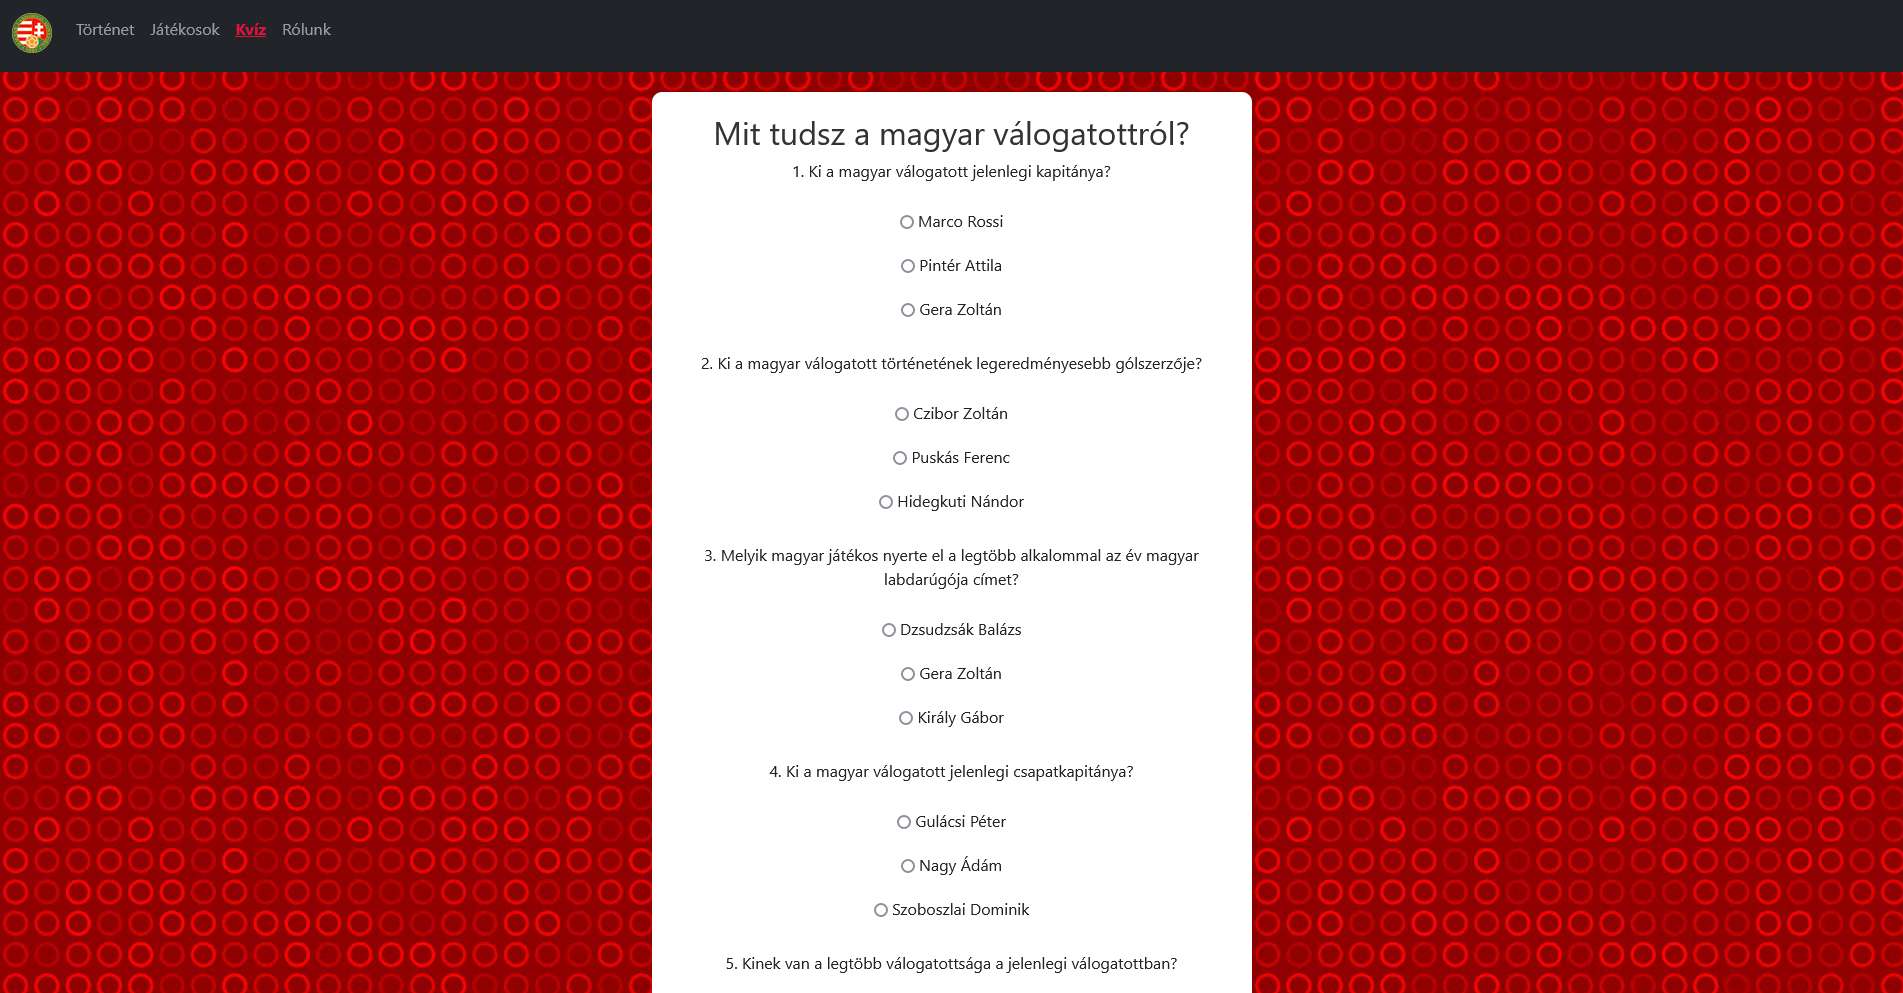 Történet Játékosok Kvíz Rólunk
Mit tudsz a magyar válogatottról?
1. Ki a magyar válogatott jelenlegi kapitánya?
Marco Rossi
Pintér Attila
Gera Zoltán
2. Ki a magyar válogatott történetének legeredményesebb gólszerzője?
Czibor Zoltán
Puskás Ferenc
Hidegkuti Nándor
3. Melyik magyar játékos nyerte el a legtöbb alkalommal az év magyar
labdarúgója címet?
Dzsudzsák Balázs
Gera Zoltán
Király Gábor
4. Ki a magyar válogatott jelenlegi csapatkapitánya?
Gulácsi Péter
Nagy Ádám
Szoboszlai Dominik
5. Kinek van a legtöbb válogatottsága a jelenlegi válogatottban?